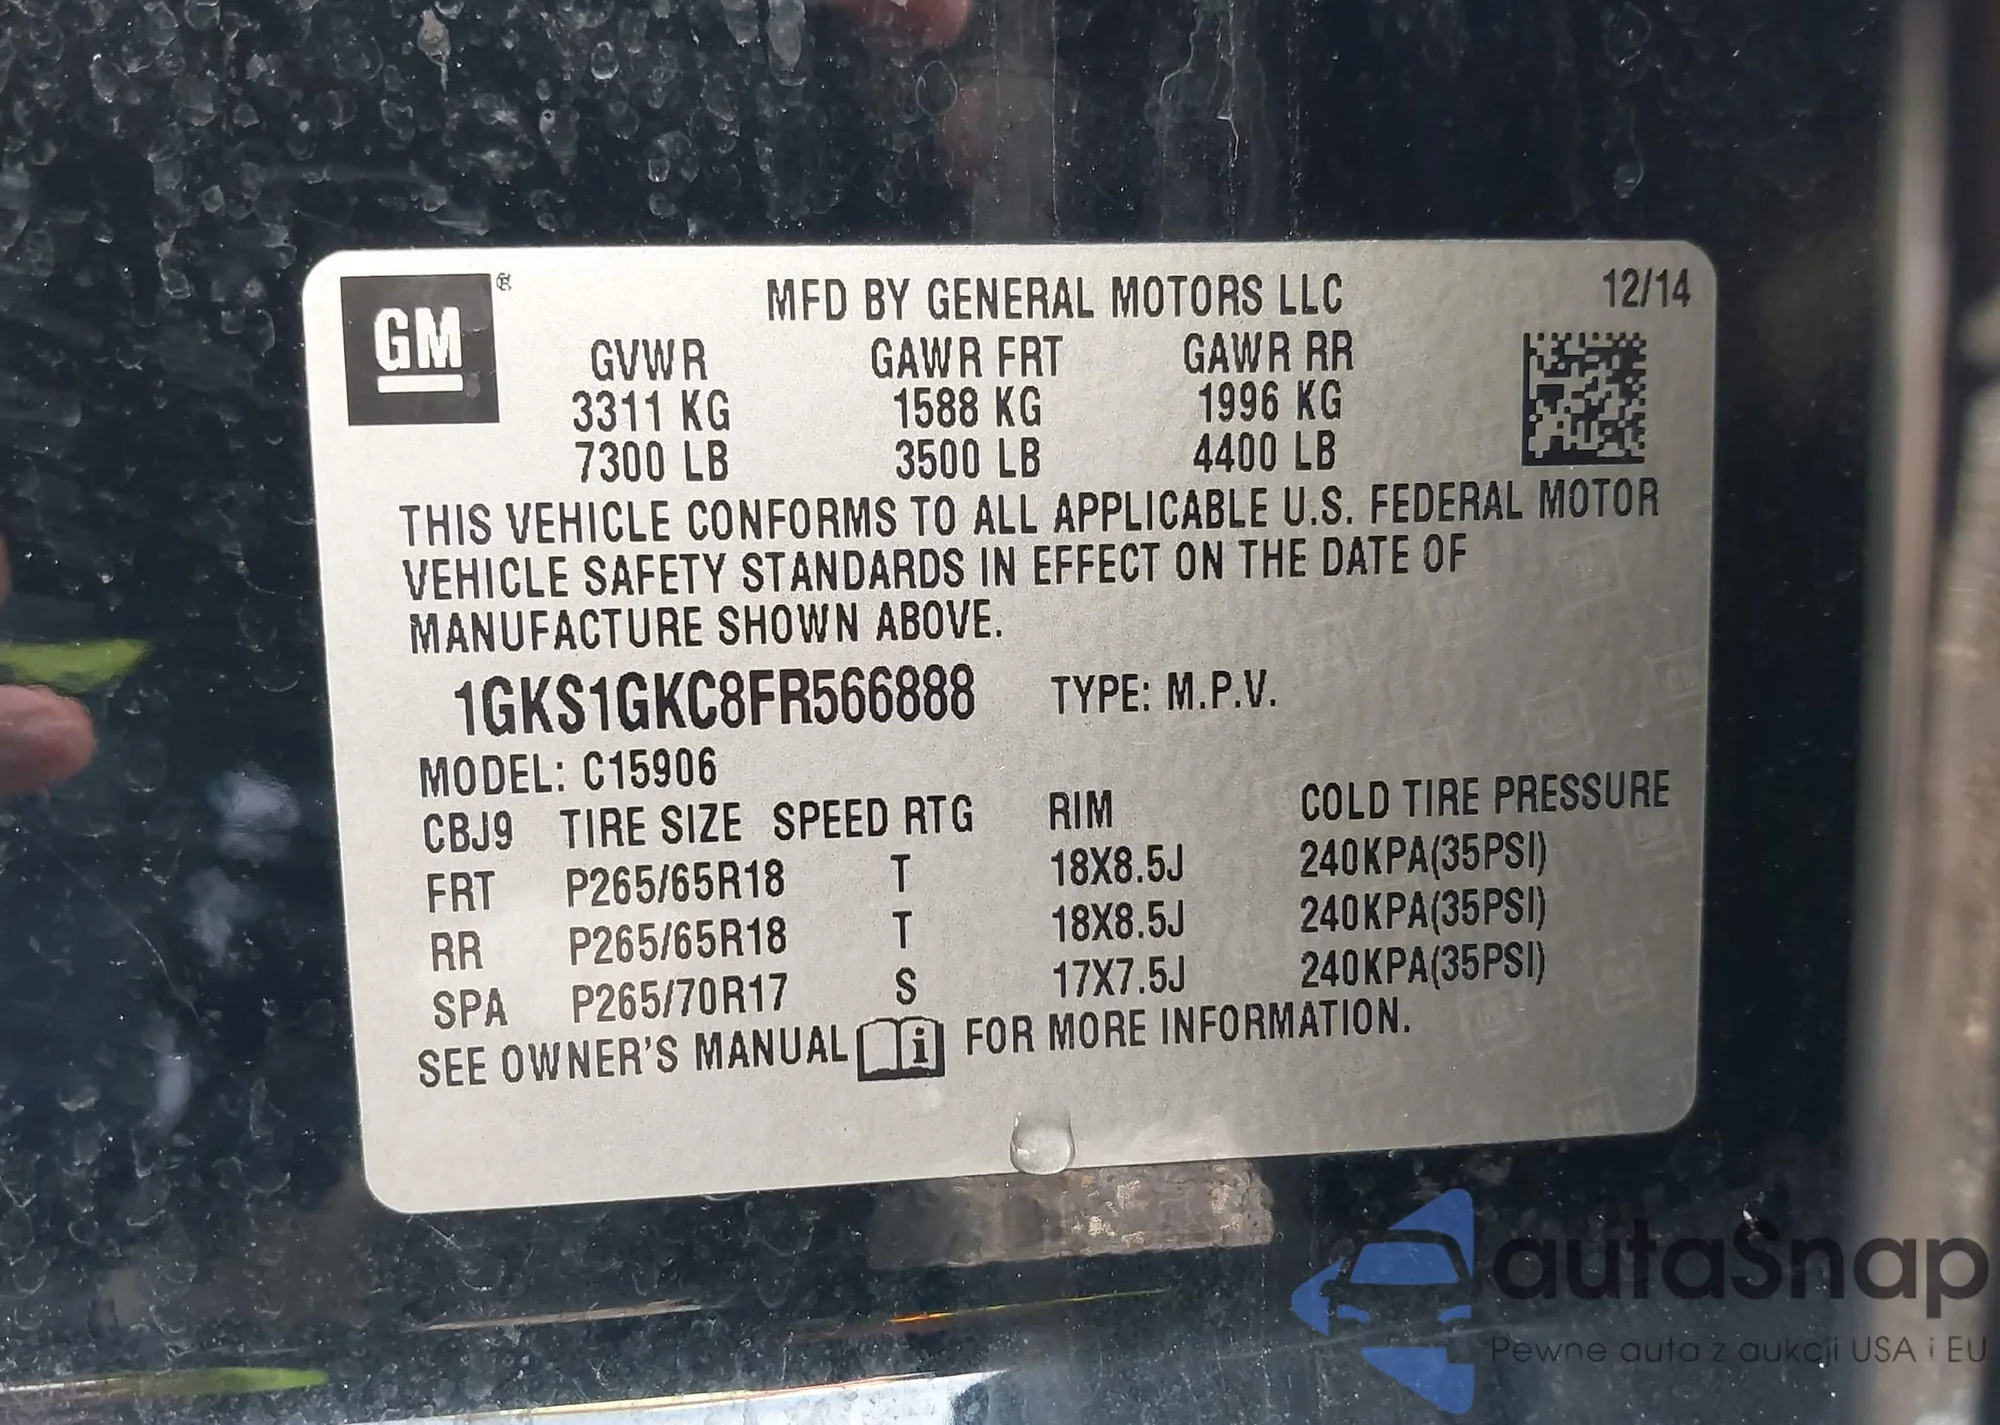 GM ®
MFD BY GENERAL MOTORS LLC 12/14
GVWR GAWR FRT GAWR RR
3311 KG 1588 KG 1996 KG
7300 LB 3500 LB 4400 LB
THIS VEHICLE CONFORMS TO ALL APPLICABLE U.S. FEDERAL MOTOR
VEHICLE SAFETY STANDARDS IN EFFECT ON THE DATE OF
MANUFACTURE SHOWN ABOVE.
1GKS1GKC8FR566888 TYPE: M.P.V.
MODEL: C15906
CBJ9 TIRE SIZE SPEED RTG RIM COLD TIRE PRESSURE
FRT P265/65R18 T 18X8.5J 240KPA(35PSI)
RR P265/65R18 T 18X8.5J 240KPA(35PSI)
SPA P265/70R17 S 17X7.5J 240KPA(35PSI)
SEE OWNER'S MANUAL i FOR MORE INFORMATION.
autaSnap
Pewne auta z aukcji USA i EU